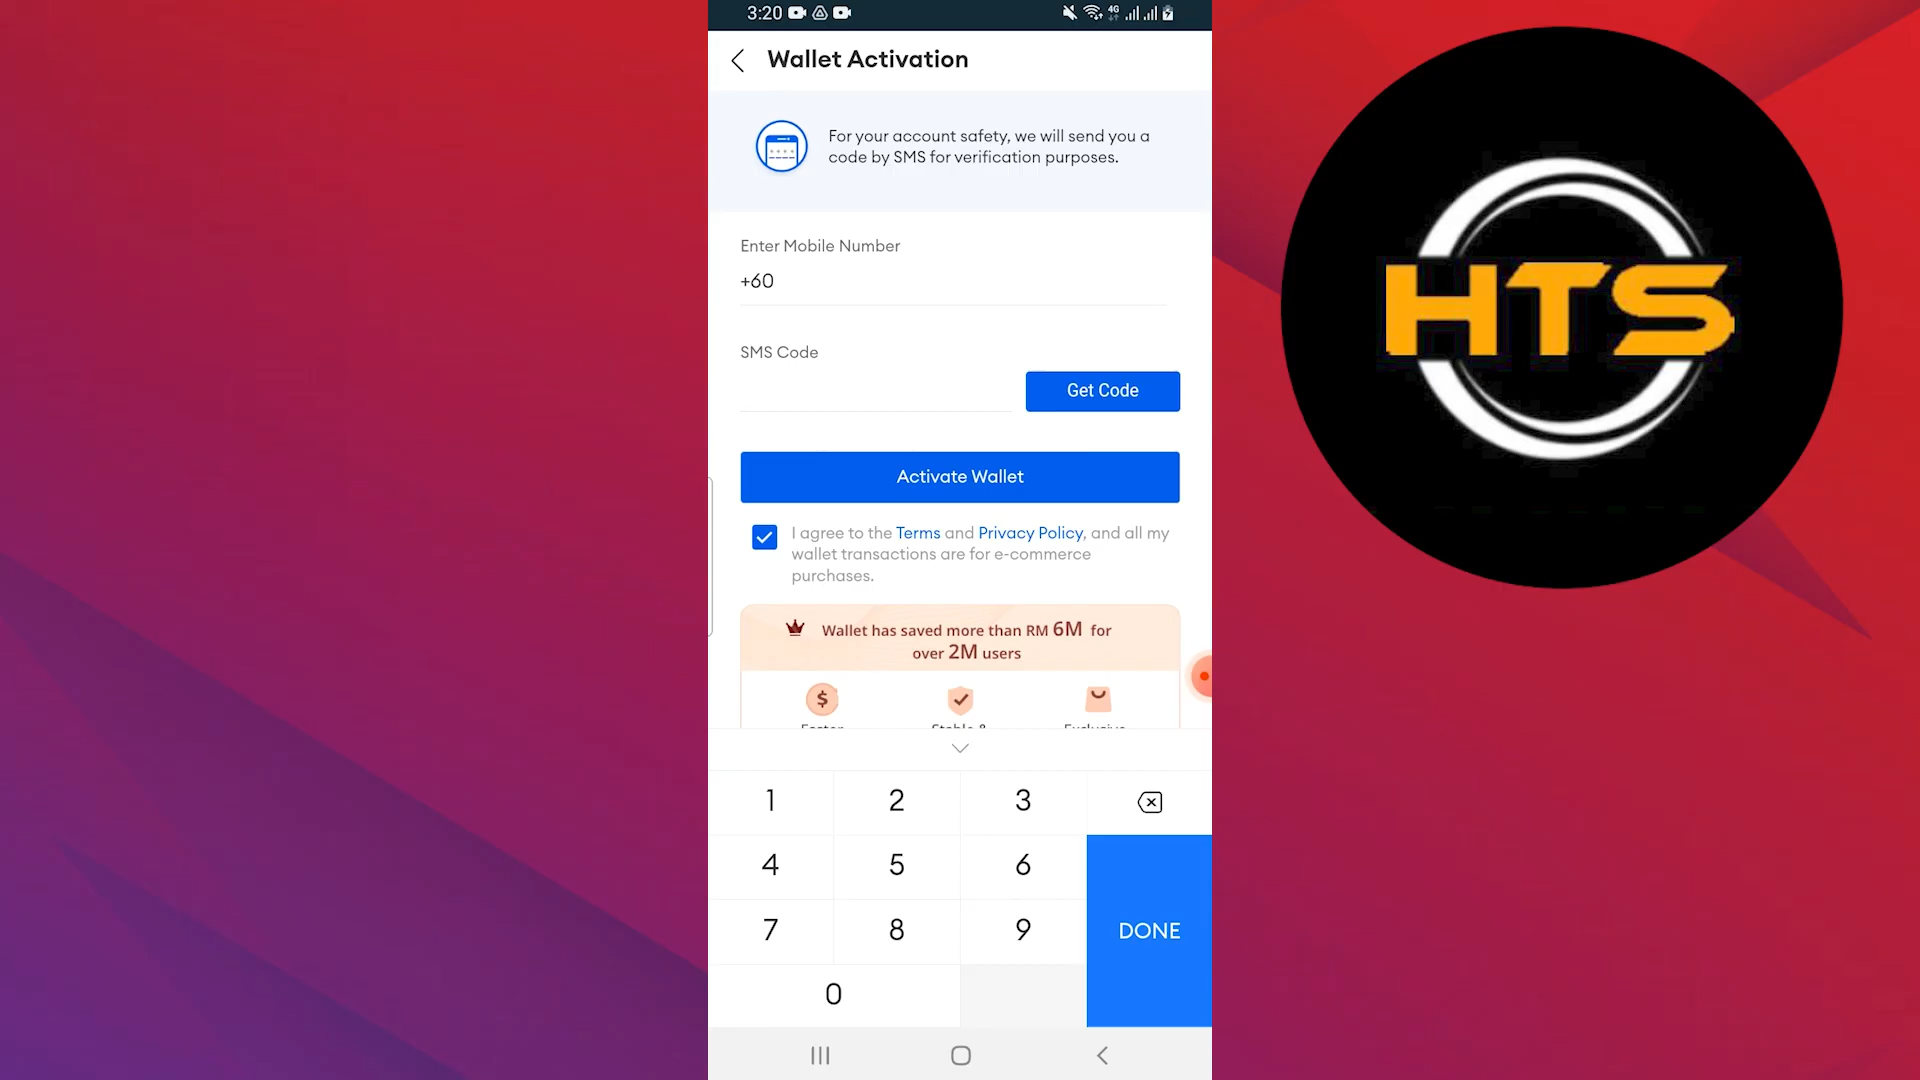 3:20
4G
Wallet Activation
For your account safety, we will send you a
code by SMS for verification purposes.
Enter Mobile Number
+60
SMS Code
Get Code
Activate Wallet
I agree to the Terms and Privacy Policy, and all my
wallet transactions are for e-commerce
purchases.
Wallet has saved more than RM 6M for
over 2M users
1 2 3
4 5 6
7 8 9
DONE
0
HTS